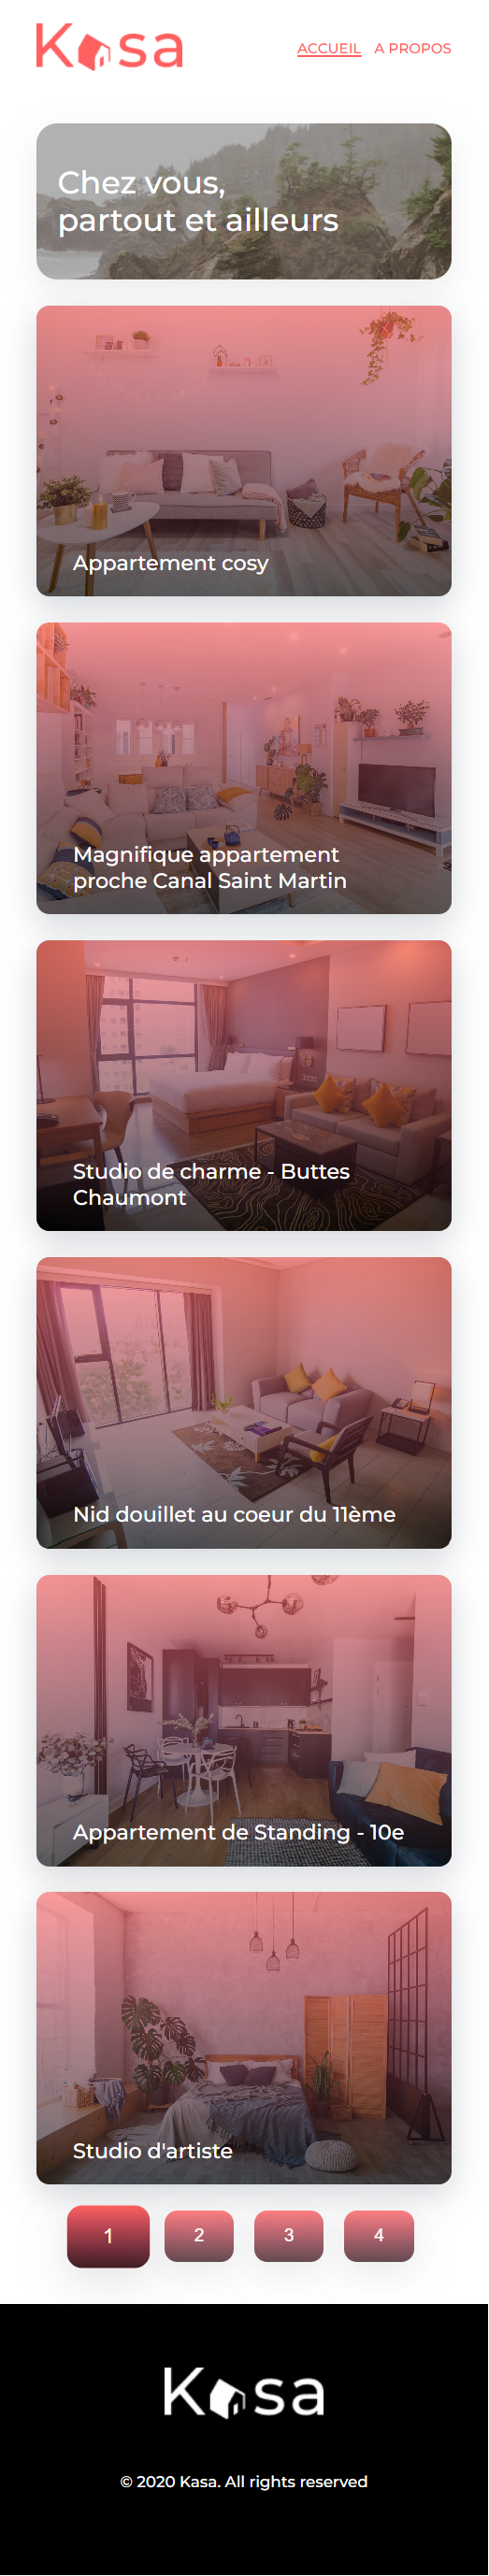 Kasa
ACCUEIL A PROPOS
Chez vous,
partout et ailleurs
Appartement cosy
Magnifique appartement
proche Canal Saint Martin
Studio de charme - Buttes
Chaumont
Nid douillet au coeur du 11ème
Appartement de Standing - 10e
Studio d'artiste
1 2 3 4
Kasa
© 2020 Kasa. All rights reserved